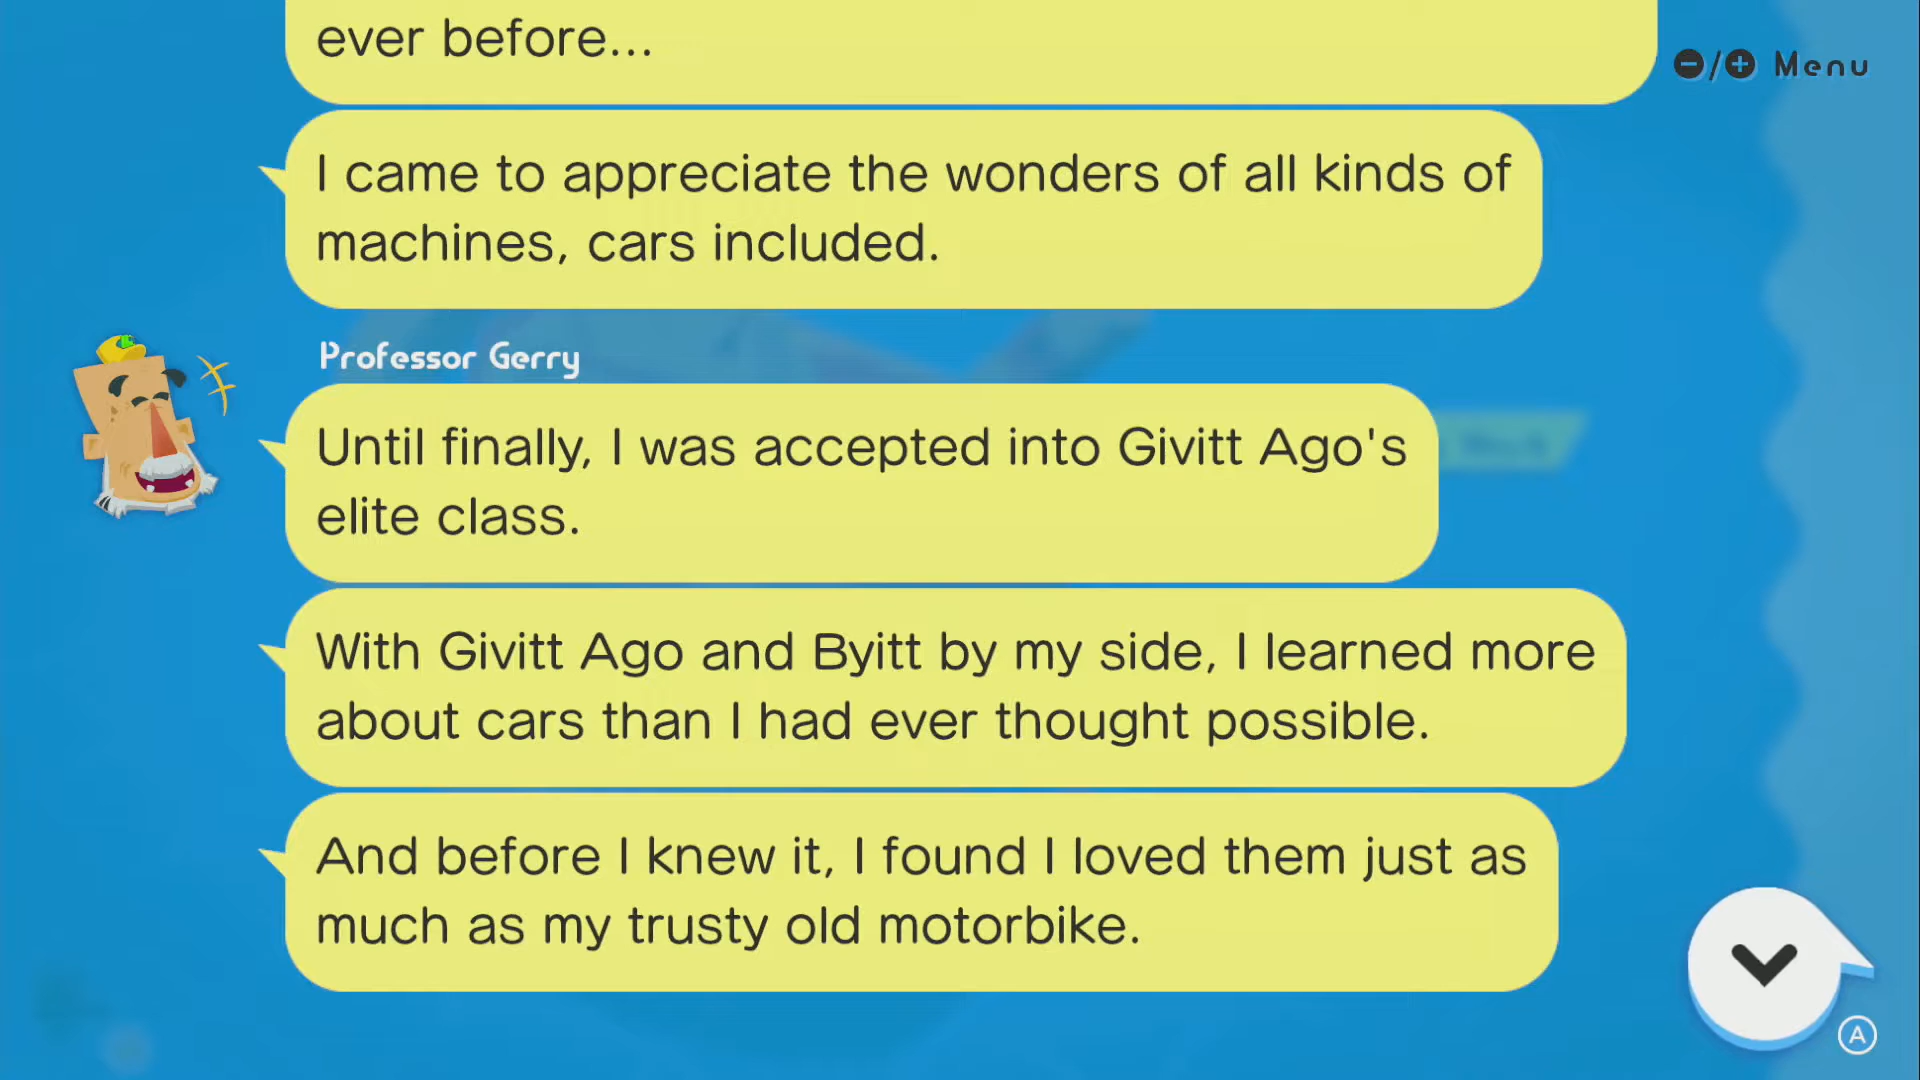 ever before...
-/+ Menu
I came to appreciate the wonders of all kinds of
machines, cars included.
Professor Gerry
Until finally, I was accepted into Givitt Ago's
elite class.
With Givitt Ago and Byitt by my side, I learned more
about cars than I had ever thought possible.
And before I knew it, I found I loved them just as
much as my trusty old motorbike.
A